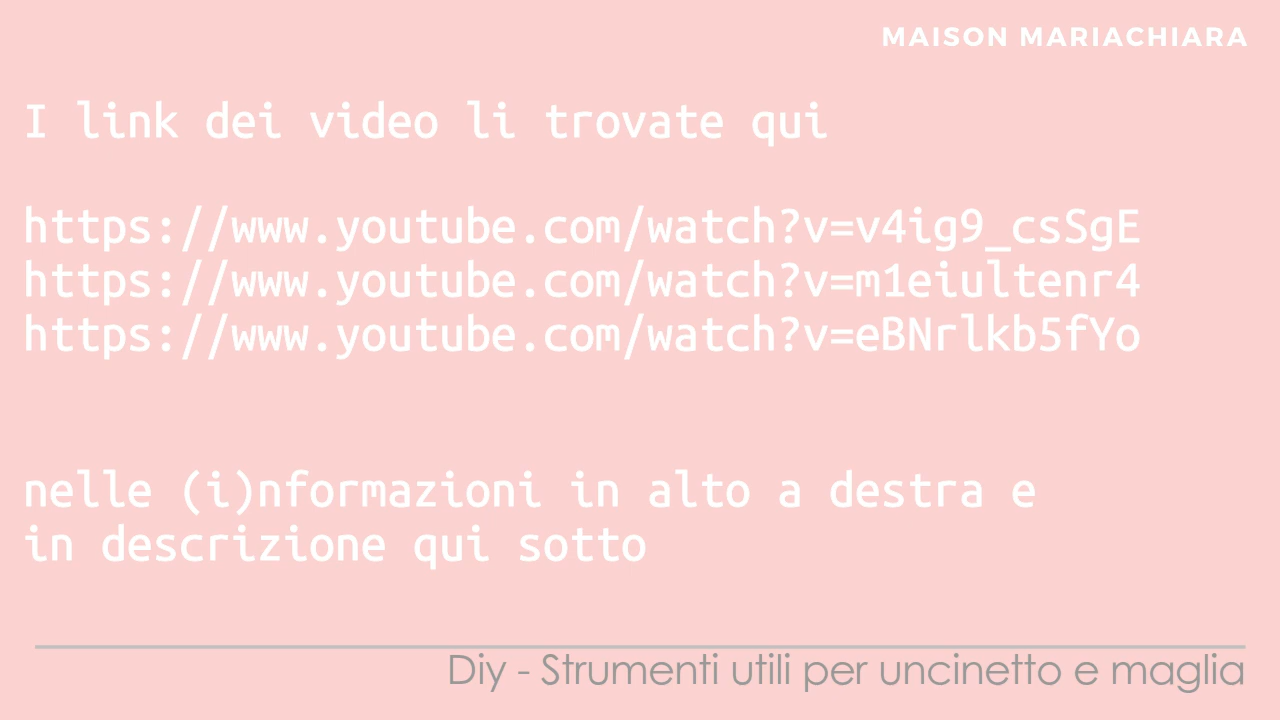 MAISON MARIACHIARA
I link dei video li trovate qui
https://www.youtube.com/watch?v=v4ig9_csSgE
https://www.youtube.com/watch?v=m1eiultenr4
https://www.youtube.com/watch?v=eBNrlkb5fYo
nelle (i)nformazioni in alto a destra e
in descrizione qui sotto
Diy - Strumenti utili per uncinetto e maglia